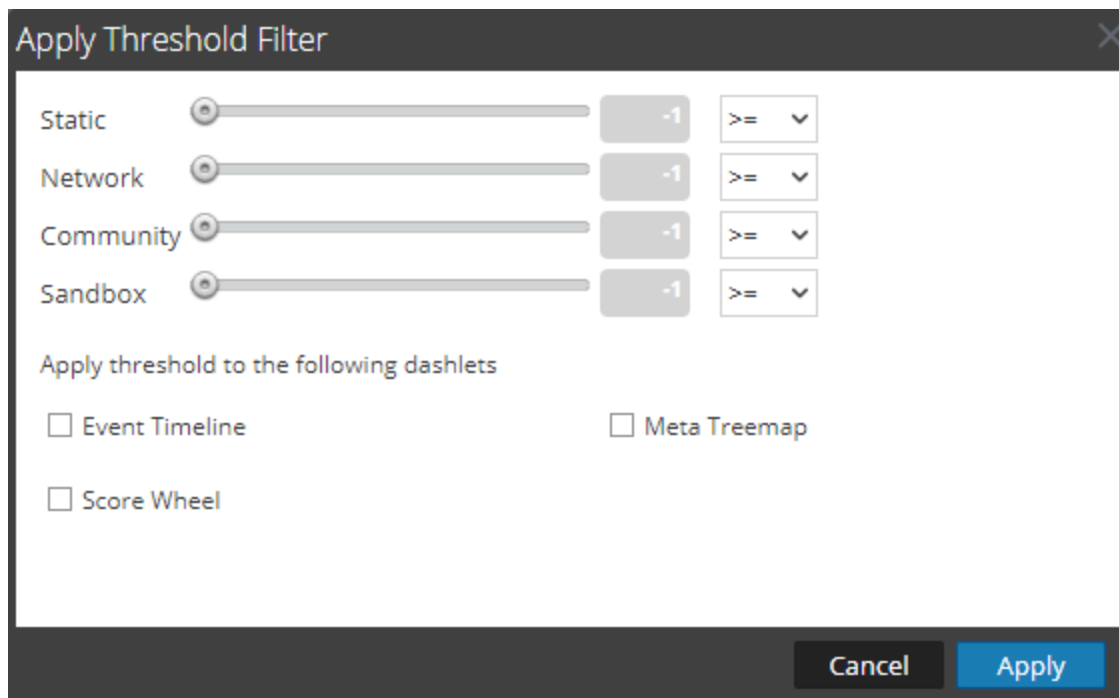 Apply Threshold Filter
Static -1 >=
Network -1 >=
Community -1 >=
Sandbox -1 >=
Apply threshold to the following dashlets
Event Timeline Meta Treemap
Score Wheel
Cancel Apply